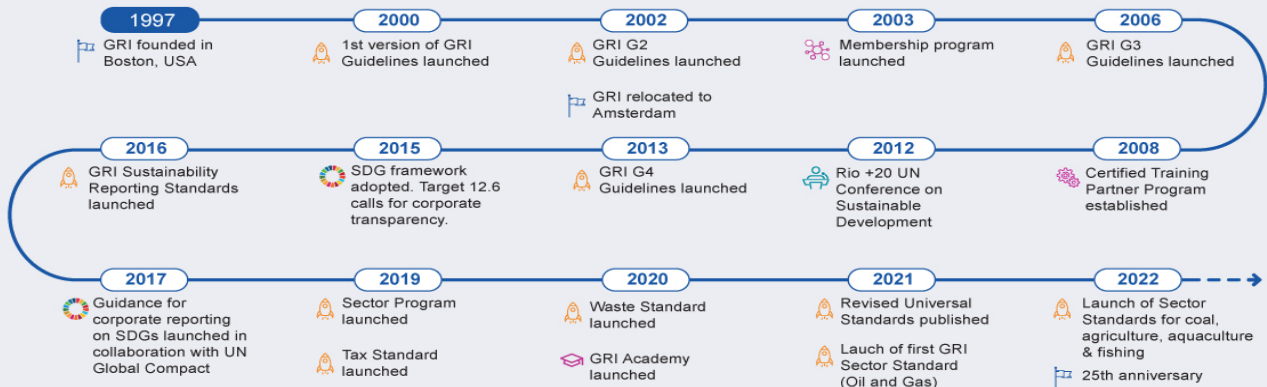 1997
GRI founded in
Boston, USA
2000
1st version of GRI
Guidelines launched
2002
GRI G2
Guidelines launched
GRI relocated to
Amsterdam
2003
Membership program
launched
2006
GRI G3
Guidelines launched
2016
GRI Sustainability
Reporting Standards
launched
2015
SDG framework
adopted. Target 12.6
calls for corporate
transparency.
2013
GRI G4
Guidelines launched
2012
Rio +20 UN
Conference on
Sustainable
Development
2008
Certified Training
Partner Program
established
2017
Guidance for
corporate reporting
on SDGs launched in
collaboration with UN
Global Compact
2019
Sector Program
launched
Tax Standard
launched
2020
Waste Standard
launched
GRI Academy
launched
2021
Revised Universal
Standards published
Lauch of first GRI
Sector Standard
(Oil and Gas)
2022
Launch of Sector
Standards for coal,
agriculture, aquaculture
& fishing
25th anniversary